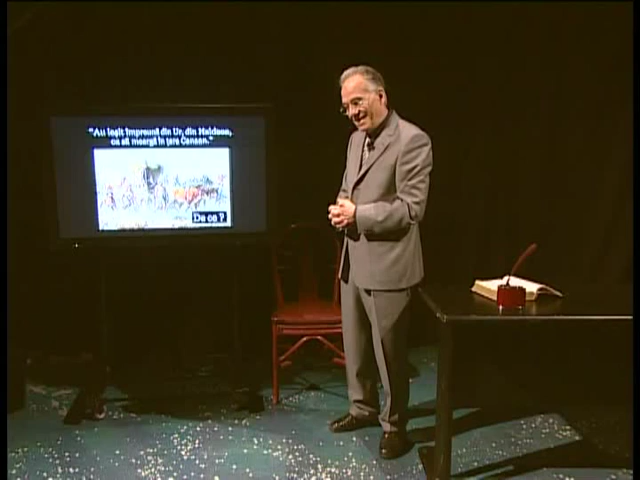 "Au ieşit împreună din Ur, din Haldeea,
ca să meargă în ţara Canaan."
De ce ?